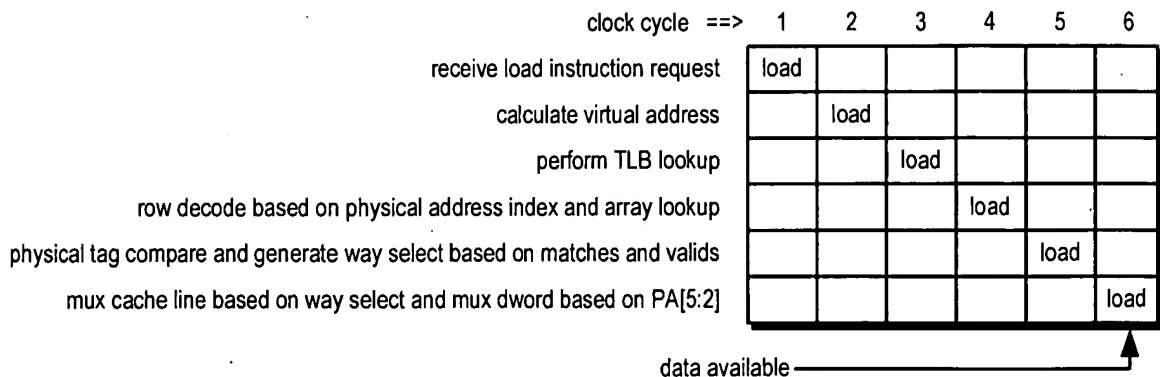 clock cycle ==> 1 2 3 4 5 6
receive load instruction request load
calculate virtual address load
perform TLB lookup load
row decode based on physical address index and array lookup load
physical tag compare and generate way select based on matches and valids load
mux cache line based on way select and mux dword based on PA[5:2] load
data available